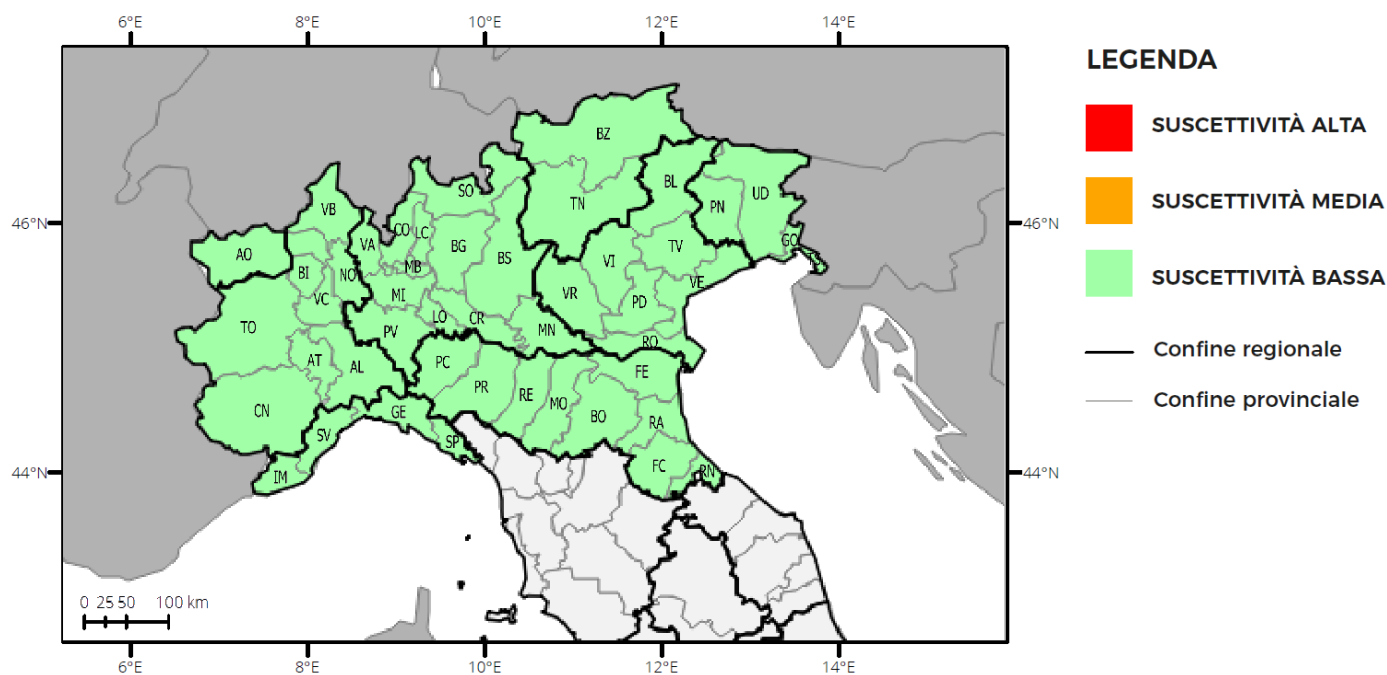 6°E 8°E 10°E 12°E 14°E
LEGENDA
SUSCETTIVITÀ ALTA
SUSCETTIVITÀ MEDIA
SUSCETTIVITÀ BASSA
Confine regionale
Confine provinciale
46°N 46°N
44°N 44°N
BZ
SO
BL
UD
VB
TN
PN
CO
LC
VA
BG
TV
GO
AO
BS
VI
BI
NO
MB
VE
VC
MI
VR
PD
TO
PV
LO
CR
MN
RO
AT
AL
PC
PR
RE
MO
FE
CN
GE
BO
RA
SV
SP
FC
RN
IM
0 25 50 100 km
6°E 8°E 10°E 12°E 14°E